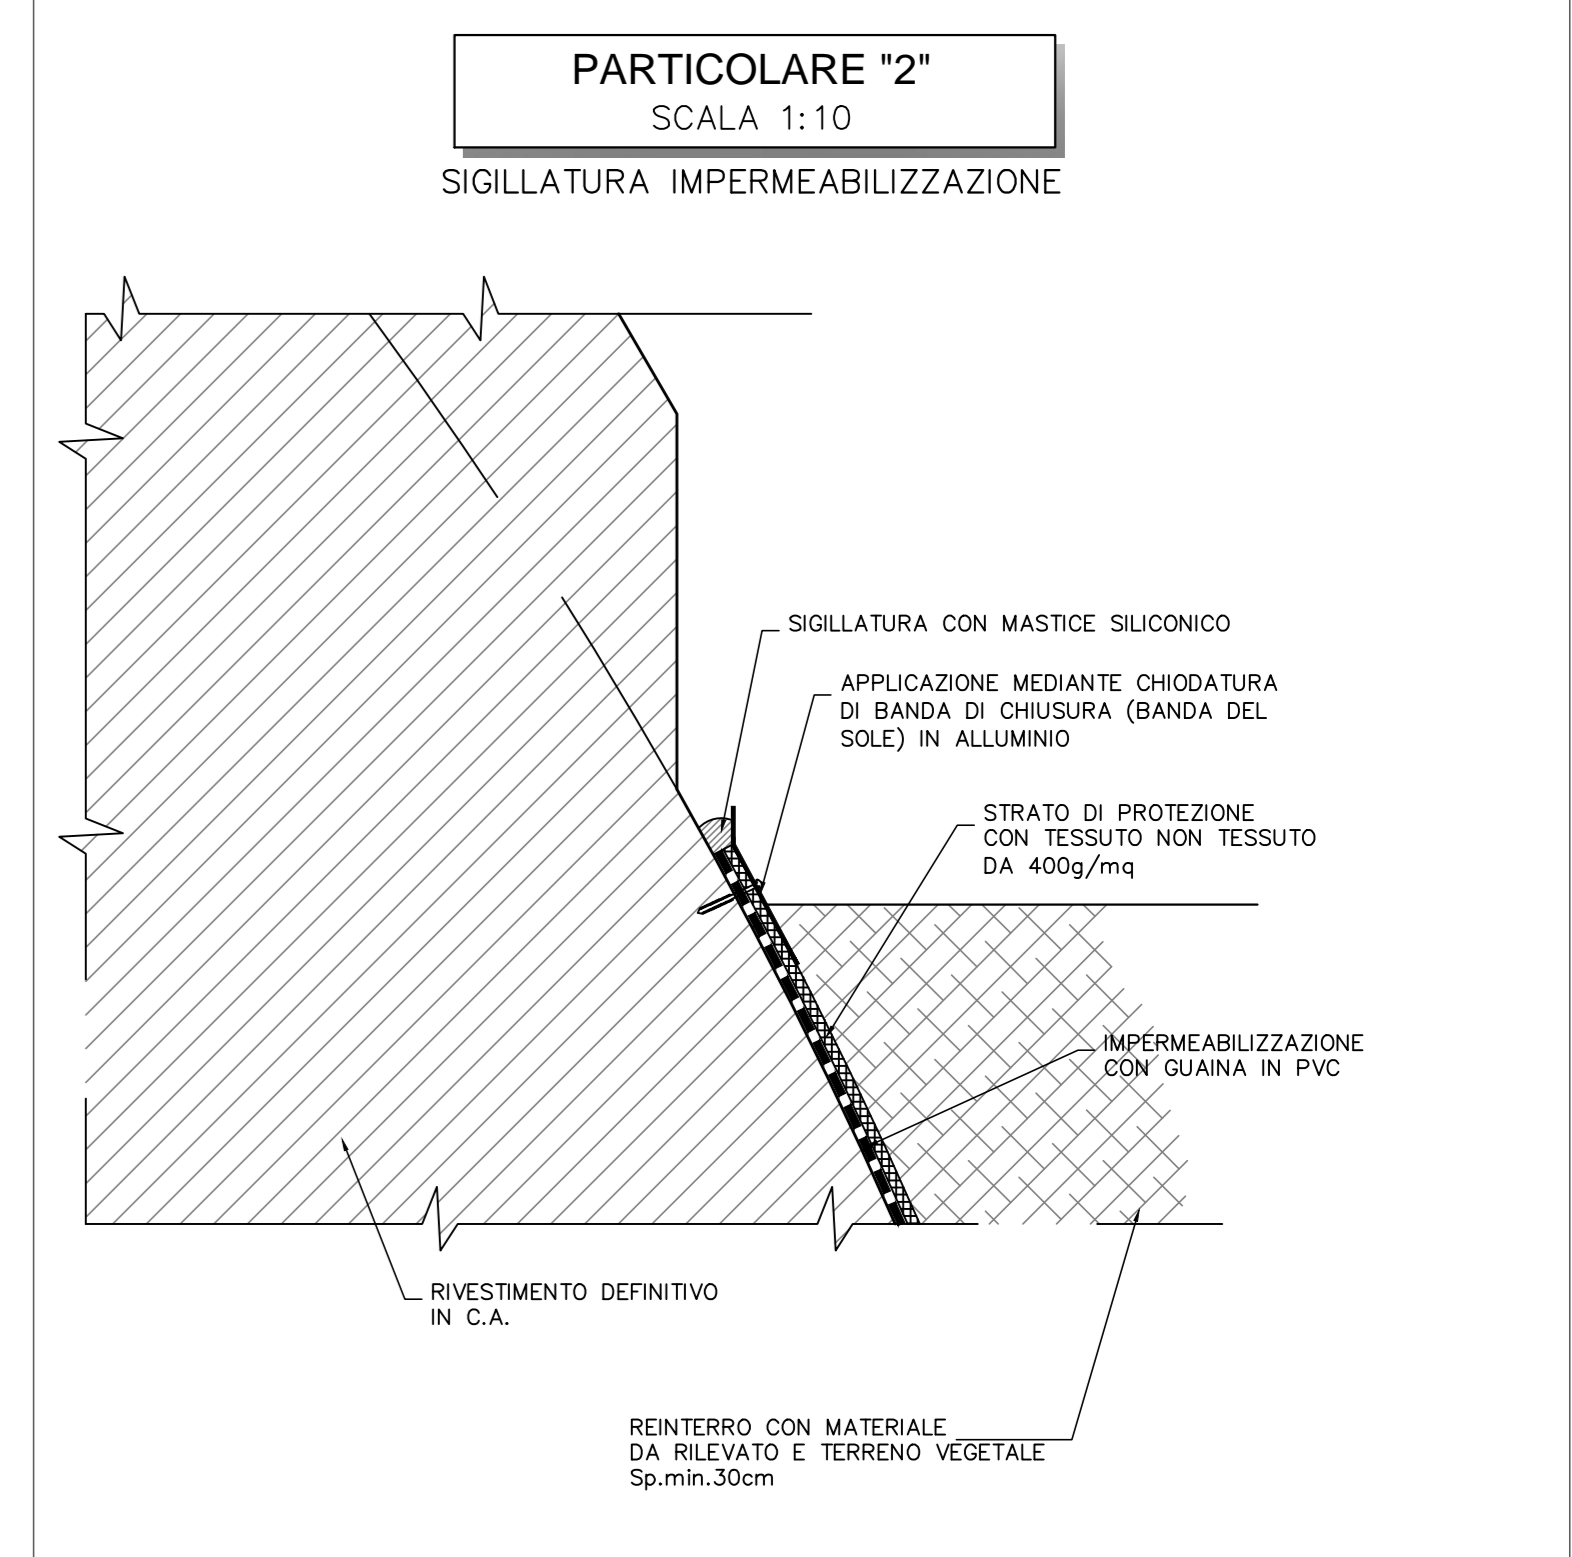 PARTICOLARE "2"
SCALA 1:10
SIGILLATURA IMPERMEABILIZZAZIONE
SIGILLATURA CON MASTICE SILICONICO
APPLICAZIONE MEDIANTE CHIODATURA
DI BANDA DI CHIUSURA (BANDA DEL
SOLE) IN ALLUMINIO
STRATO DI PROTEZIONE
CON TESSUTO NON TESSUTO
DA 400g/mq
IMPERMEABILIZZAZIONE
CON GUAINA IN PVC
RIVESTIMENTO DEFINITIVO
IN C.A.
REINTERRO CON MATERIALE
DA RILEVATO E TERRENO VEGETALE
Sp.min.30cm